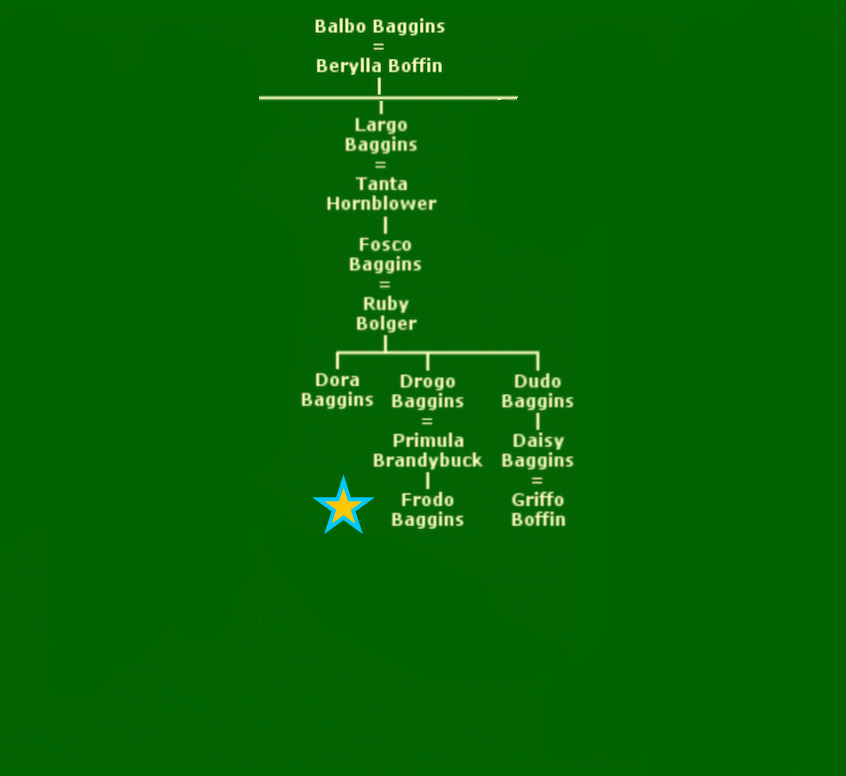 Balbo Baggins
=
Berylla Boffin
Largo
Baggins
=
Tanta
Hornblower
Fosco
Baggins
=
Ruby
Bolger
Dora
Baggins
Drogo
Baggins
=
Primula
Brandybuck
Frodo
Baggins
Dudo
Baggins
Daisy
Baggins
=
Griffo
Boffin